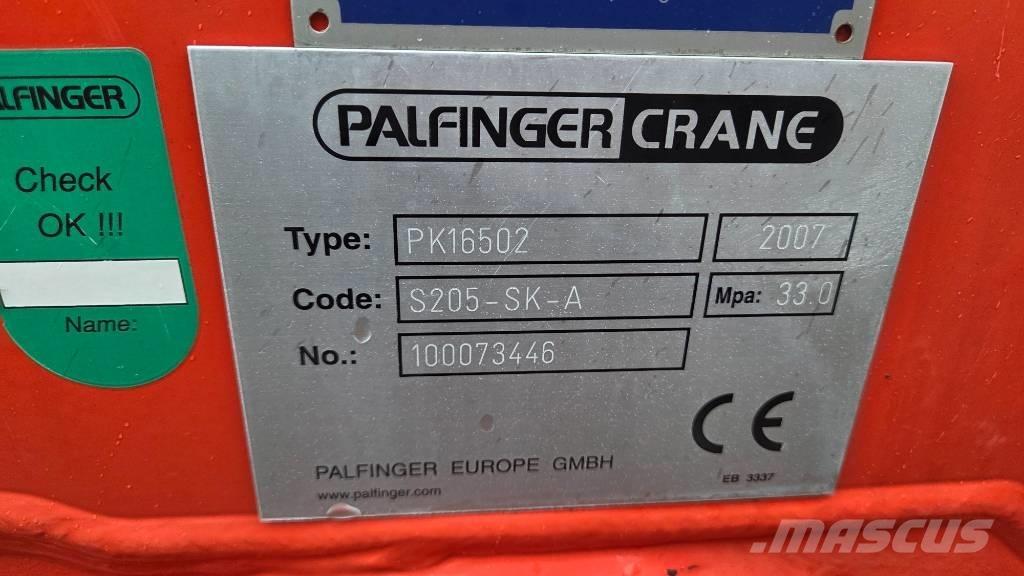 LFINGER
Check
OK !!!
Name:
PALFINGER CRANE
Type: PK16502 2007
Code: S205-SK-A Mpa: 33.0
No.: 100073446
CE
PALFINGER EUROPE GMBH
www.palfinger.com
EB 3337
MASCUS